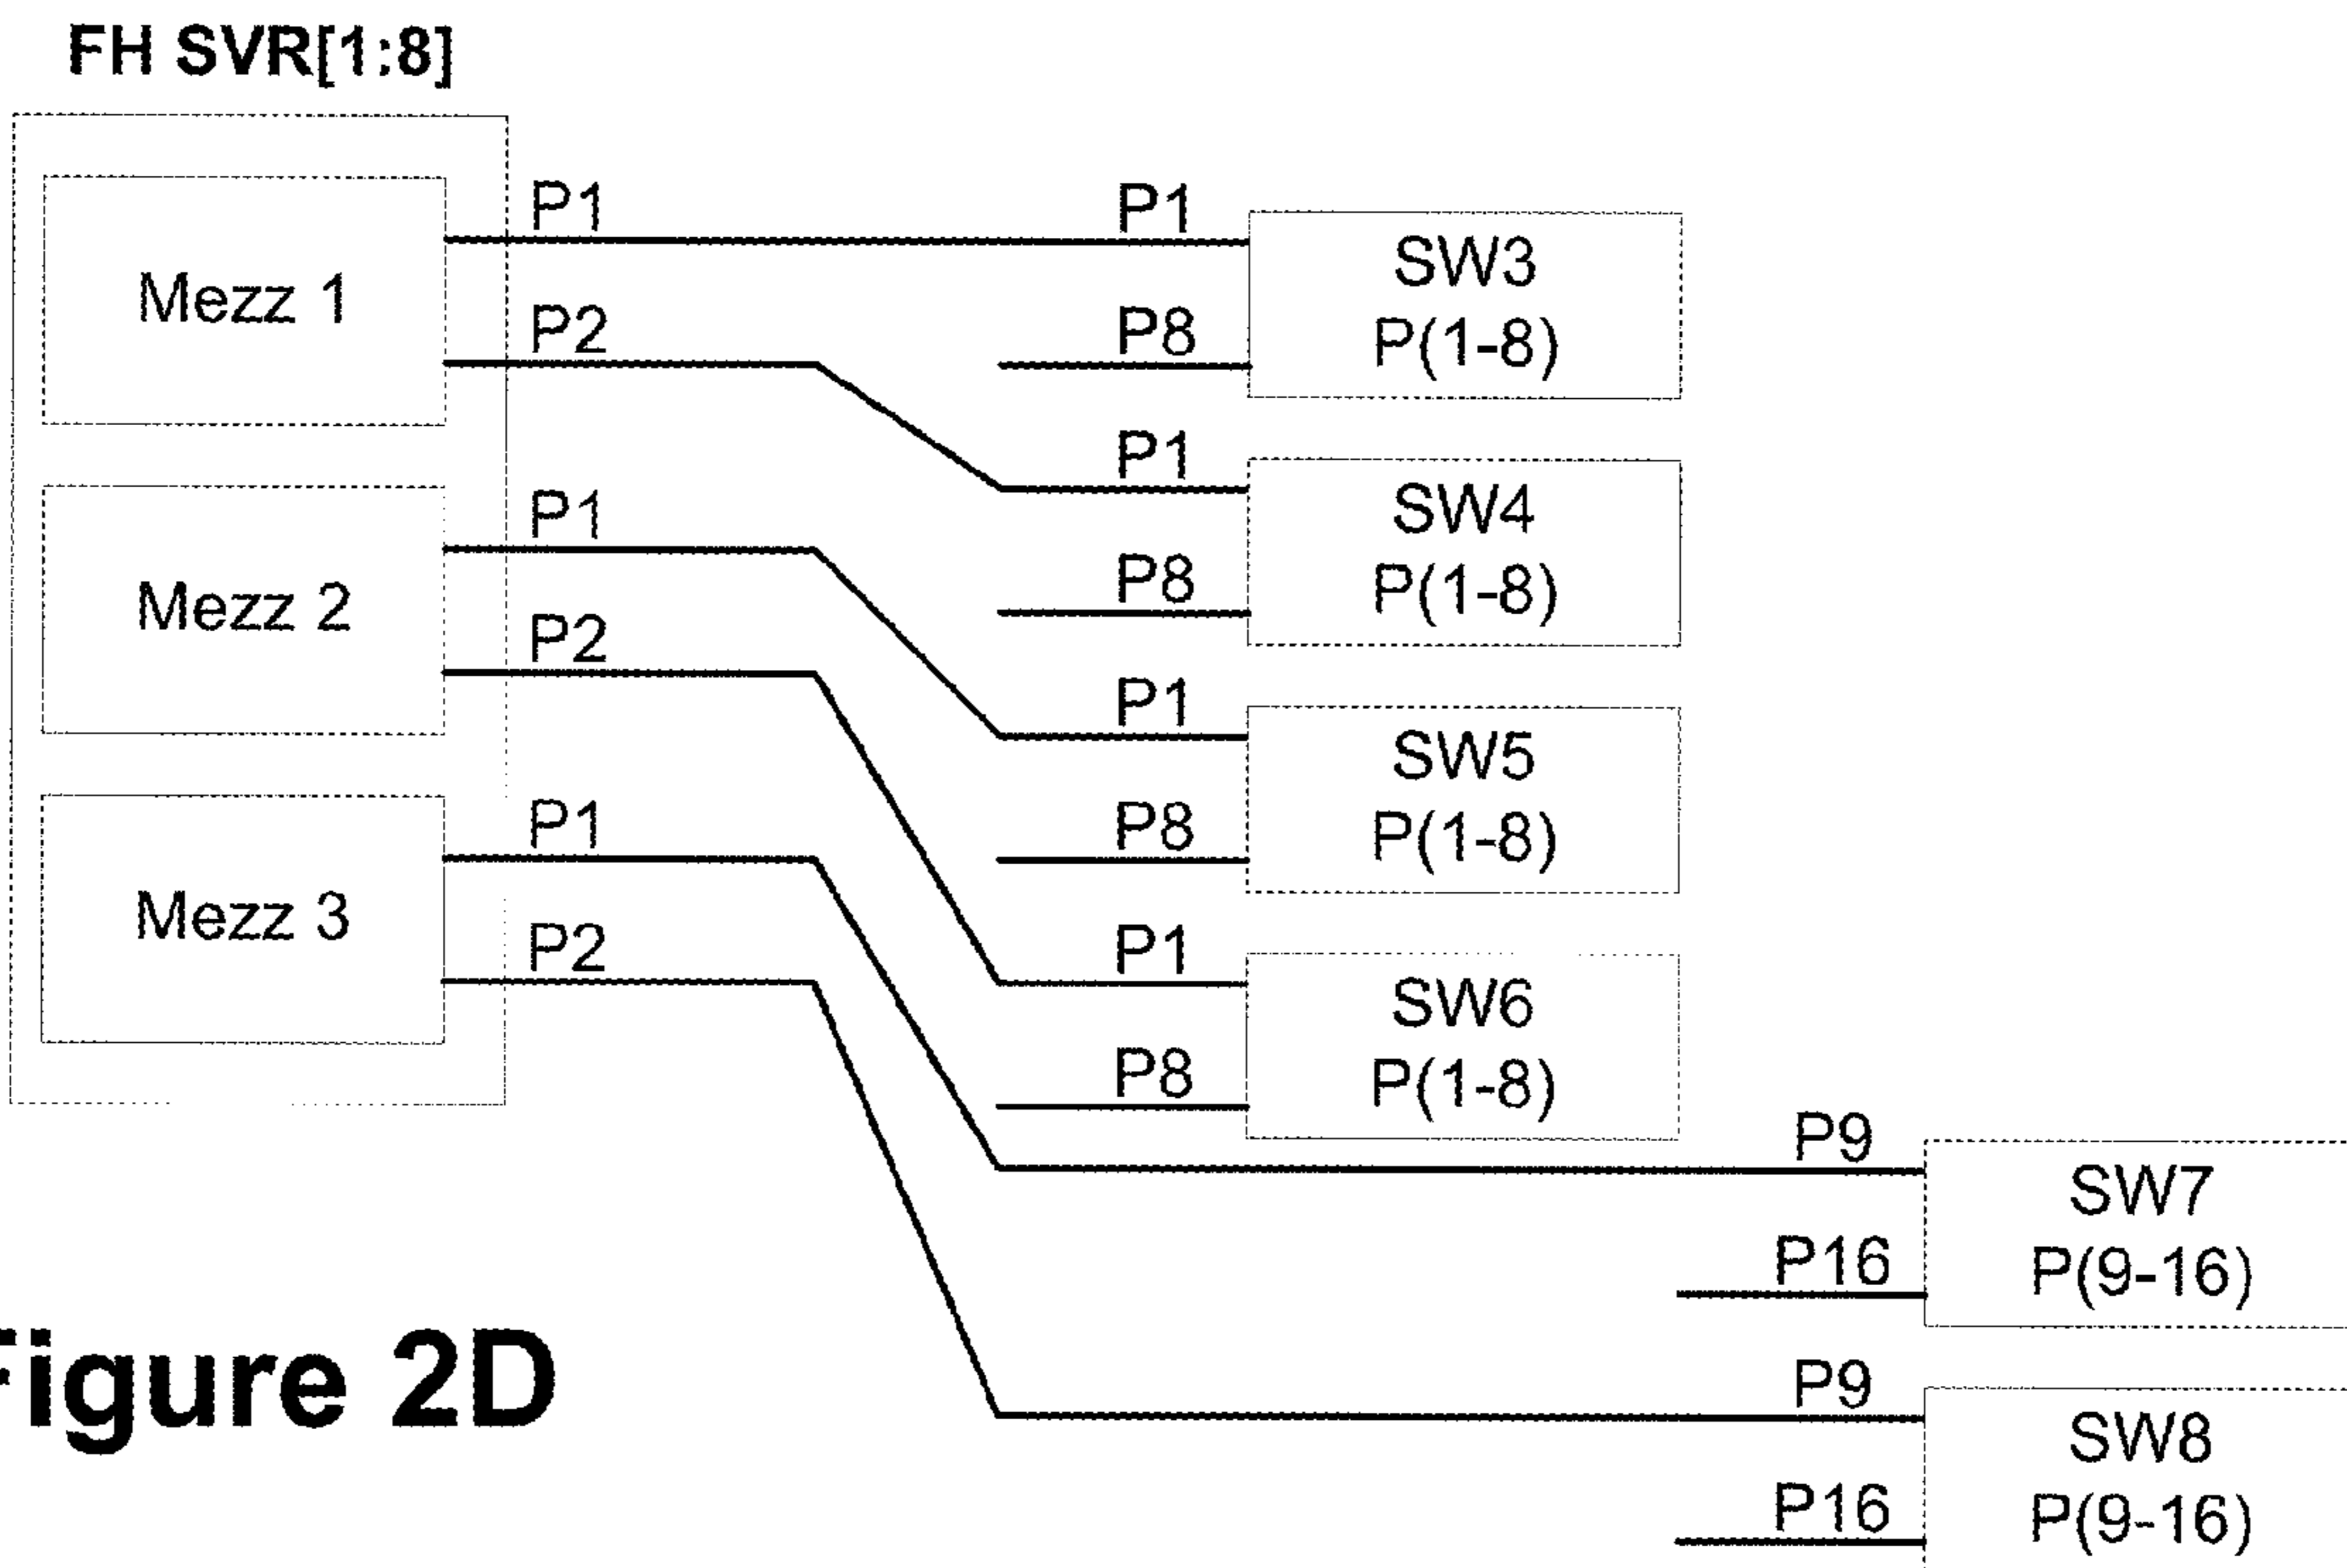 FH SVR[1:8]
P1
P1
SW3
Mezz 1
P2
P8
P(1-8)
P1
SW4
P1
Mezz 2
P8
P(1-8)
P2
P1
SW5
P1
P8
P(1-8)
Mezz 3
P2
P1
SW6
P8
P(1-8)
P9
SW7
P16
P(9-16)
Figure 2D
P9
SW8
P16
P(9-16)